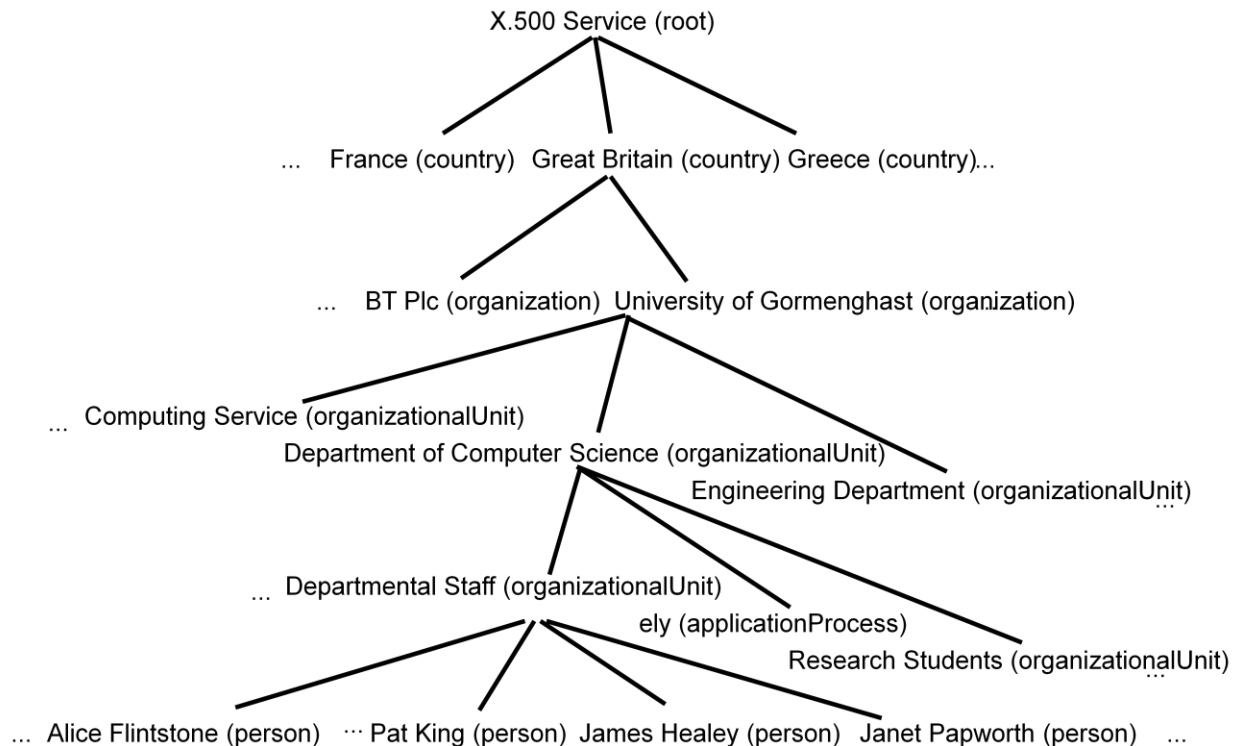 X.500 Service (root)
... France (country) Great Britain (country) Greece (country)...
... BT Plc (organization) University of Gormenghast (organization) ...
... Computing Service (organizationalUnit)
Department of Computer Science (organizationalUnit)
Engineering Department (organizationalUnit)
...
... Departmental Staff (organizationalUnit)
ely (applicationProcess)
Research Students (organizationalUnit)
...
... Alice Flintstone (person) ... Pat King (person) James Healey (person) Janet Papworth (person) ...